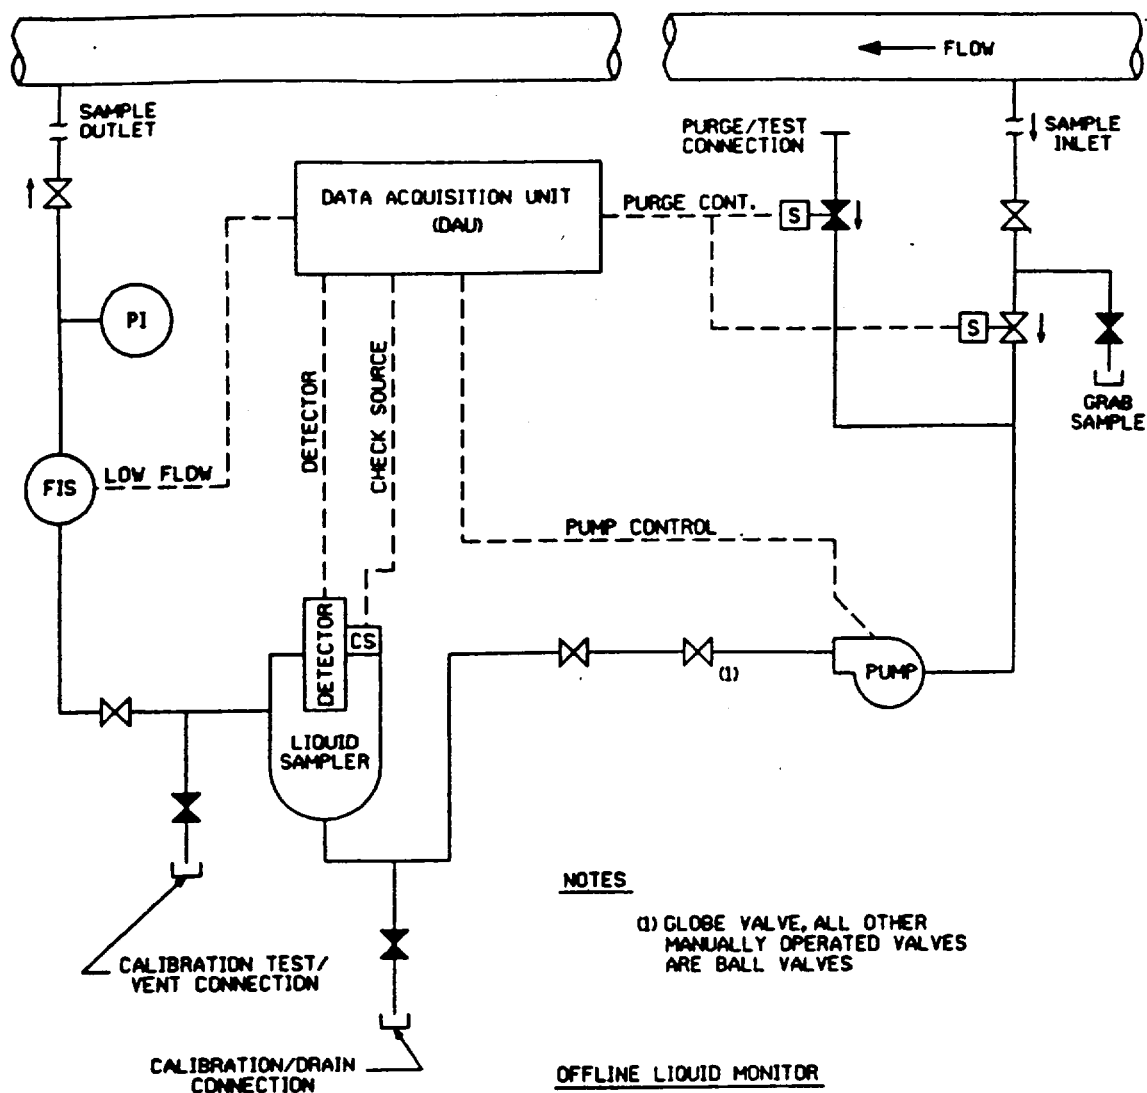 FLOW
SAMPLE
OUTLET
PURGE/TEST
CONNECTION
SAMPLE
INLET
DATA ACQUISITION UNIT
(DAU)
PURGE CONT.
S
PI
S
GRAB
SAMPLE
DETECTOR
CHECK SOURCE
LOW FLOW
FIS
PUMP CONTROL
DETECTOR
CS
(1)
PUMP
LIQUID
SAMPLER
NOTES
(1) GLOBE VALVE, ALL OTHER
MANUALLY OPERATED VALVES
ARE BALL VALVES
CALIBRATION TEST/
VENT CONNECTION
CALIBRATION/DRAIN
CONNECTION
OFFLINE LIQUID MONITOR